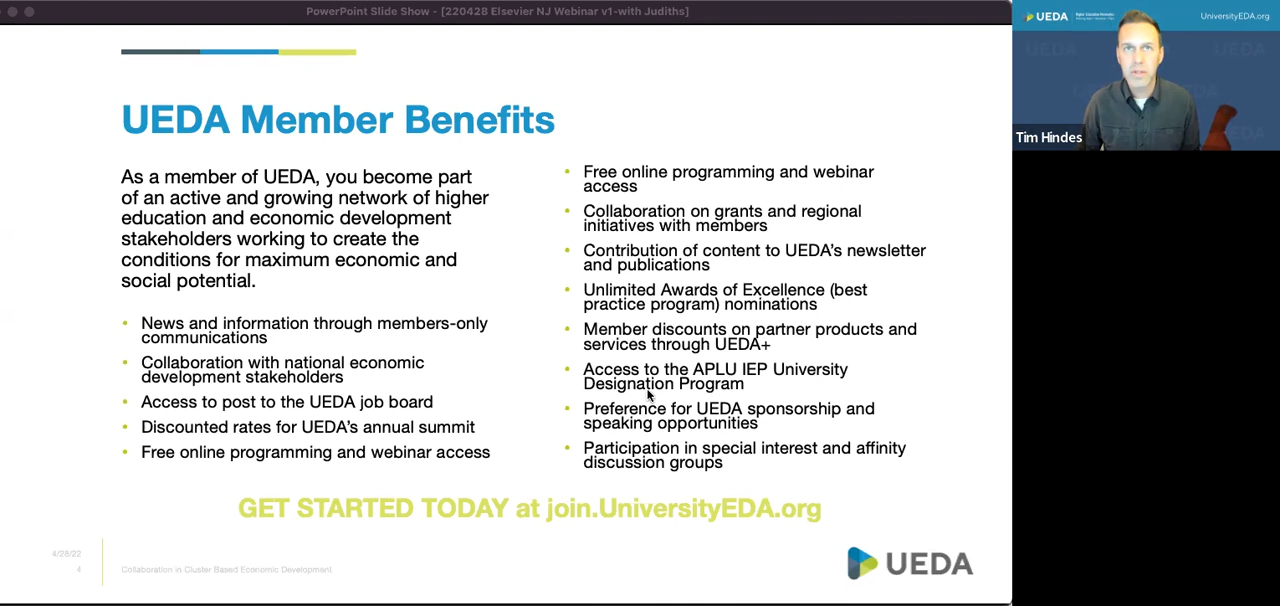 PowerPoint Slide Show - [220428 Elsevier NJ Webinar v1-with Judiths]
UEDA Member Benefits
As a member of UEDA, you become part
of an active and growing network of higher
education and economic development
stakeholders working to create the
conditions for maximum economic and
social potential.
• News and information through members-only
communications
• Collaboration with national economic
development stakeholders
• Access to post to the UEDA job board
• Discounted rates for UEDA's annual summit
• Free online programming and webinar access
• Free online programming and webinar
access
• Collaboration on grants and regional
initiatives with members
• Contribution of content to UEDA's newsletter
and publications
• Unlimited Awards of Excellence (best
practice program) nominations
• Member discounts on partner products and
services through UEDA+
• Access to the APLU IEP University
Designation Program
• Preference for UEDA sponsorship and
speaking opportunities
• Participation in special interest and affinity
discussion groups
GET STARTED TODAY at join.UniversityEDA.org
4/28/22
4
Collaboration in Cluster Based Economic Development
UEDA
UEDA
UniversityEDA.org
Tim Hindes